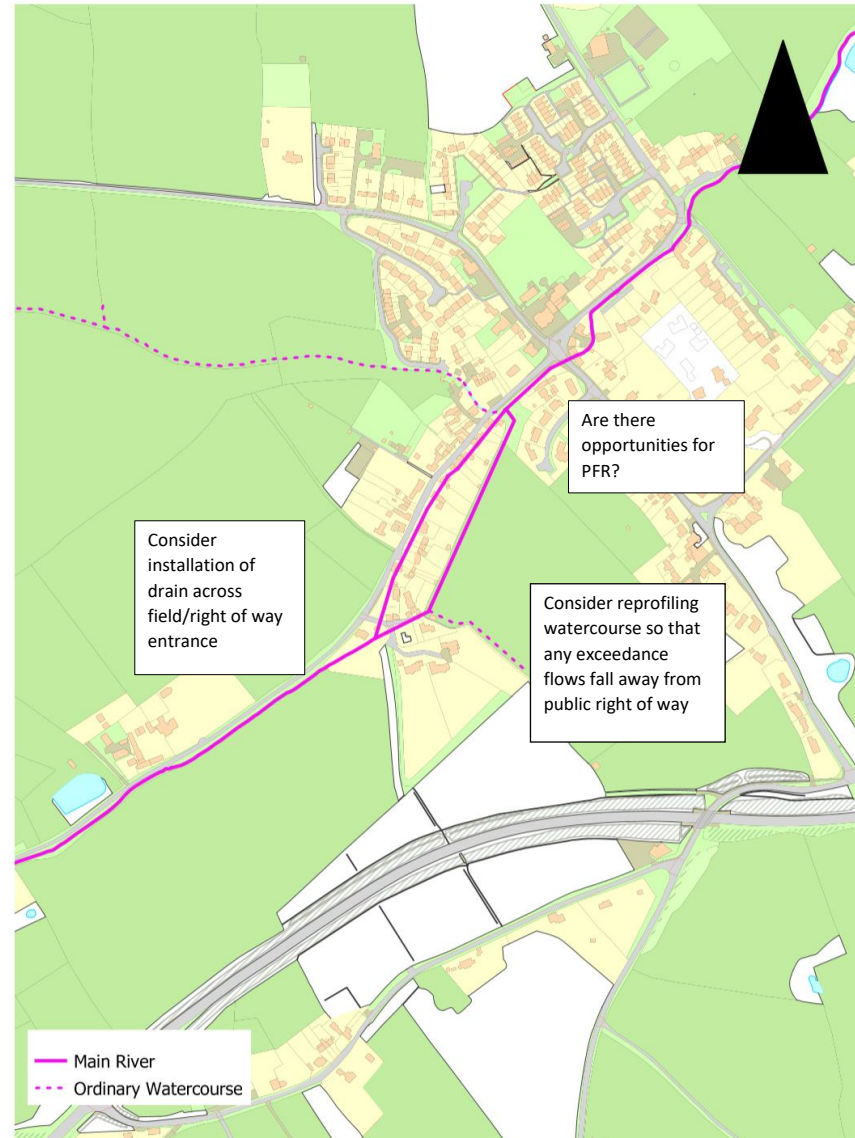 Are there
opportunities for
PFR?
Consider
installation of
drain across
field/right of way
entrance
Consider reprofiling
watercourse so that
any exceedance
flows fall away from
public right of way
Main River
Ordinary Watercourse